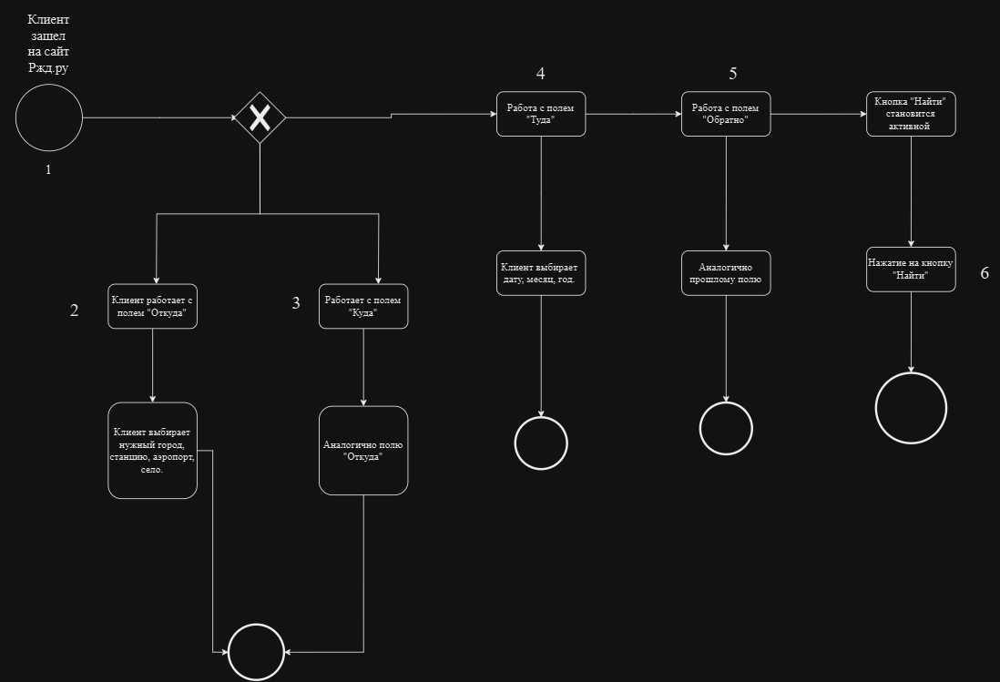 Клиент
зашел
на сайт
Ржд.ру
1
4
Работа с полем
"Туда"
5
Работа с полем
"Обратно"
Кнопка "Найти"
становится
активной
Клиент выбирает
дату, месяц, год.
Аналогично
прошлому полю
Нажатие на кнопку
"Найти"
6
2
Клиент работает с
полем "Откуда"
3
Работает с полем
"Куда"
Клиент выбирает
нужный город,
станцию, аэропорт,
село.
Аналогично полю
"Откуда"